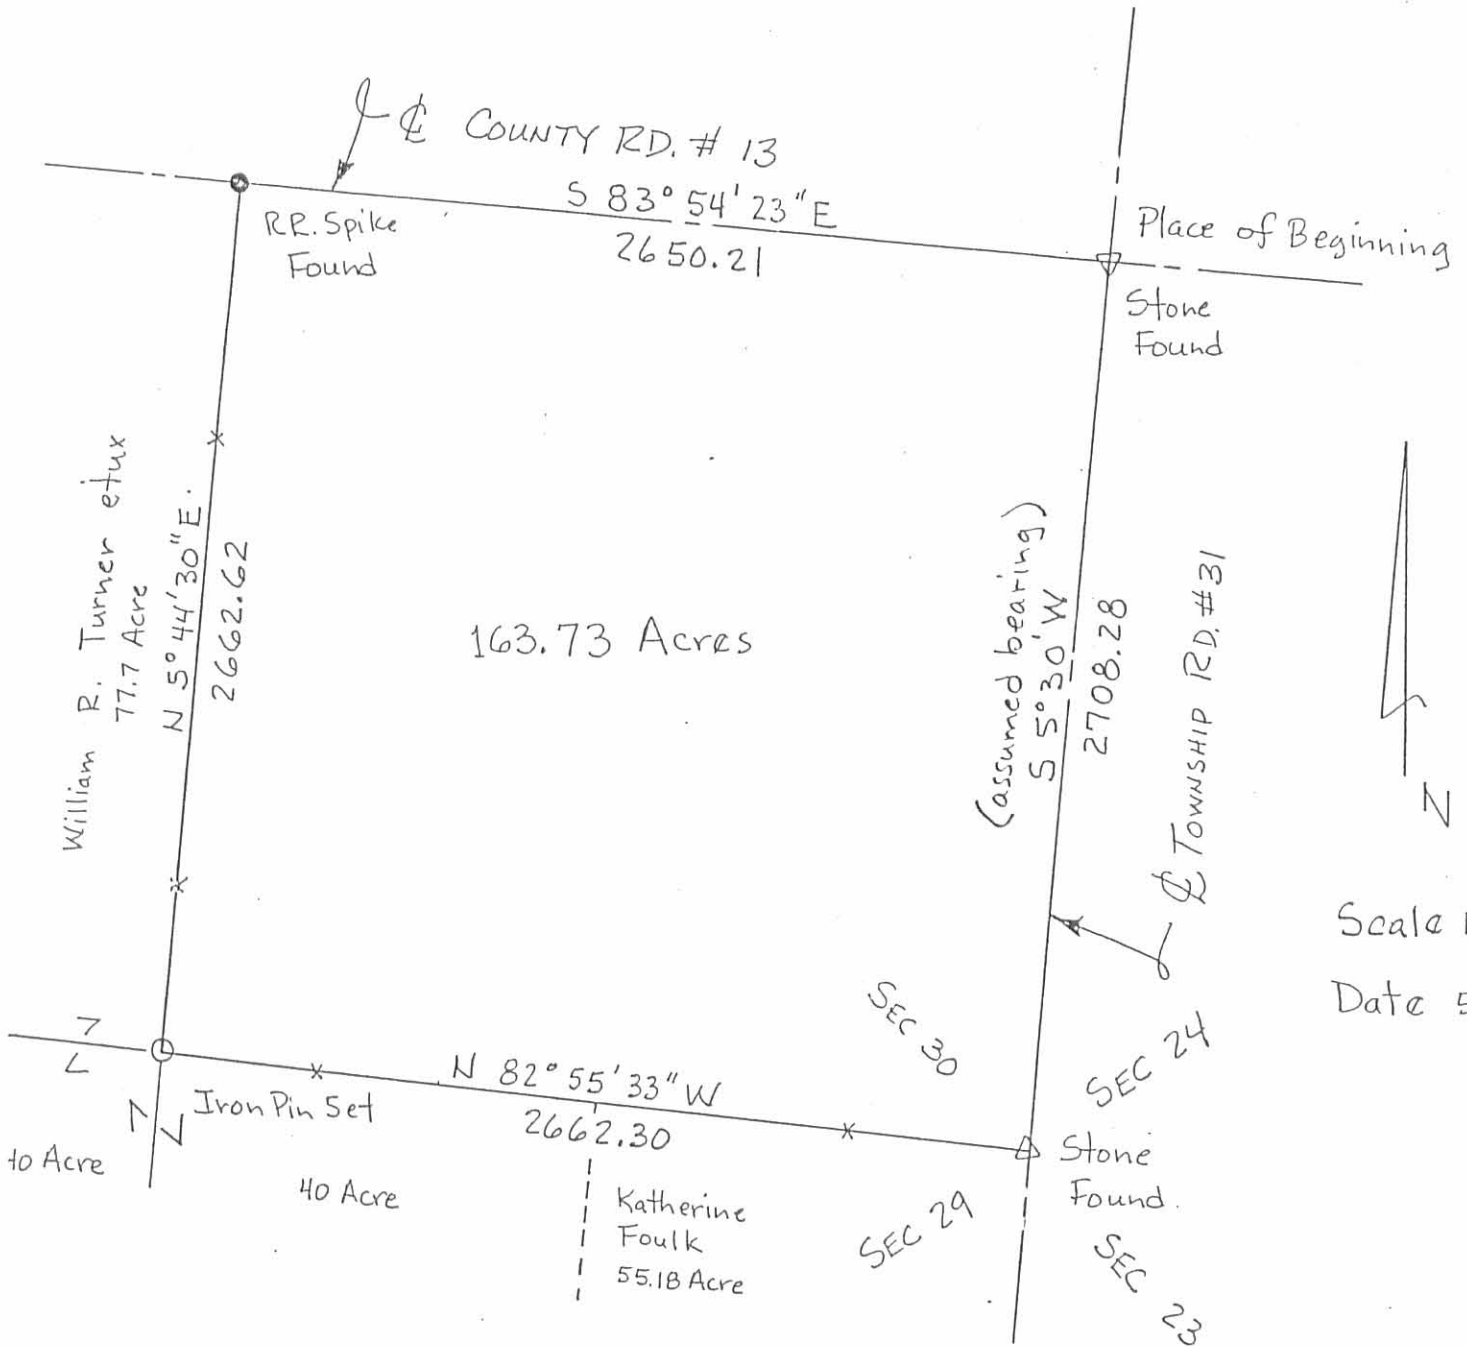 ℄ COUNTY RD. # 13
S 83° 54' 23" E
2650.21
R.R. Spike
Found
Place of Beginning
Stone
Found
William R. Turner etux
77.7 Acre
N 5° 44' 30" E.
2662.62
163.73 Acres
(assumed bearing)
S 5° 30' W
2708.28
℄ TOWNSHIP RD. #31
N
Scale
Date 5
SEC 30
SEC 24
N 82° 55' 33" W
2662.30
Iron Pin Set
Stone
Found.
40 Acre
Katherine
Foulk
55.18 Acre
SEC 29
SEC
23